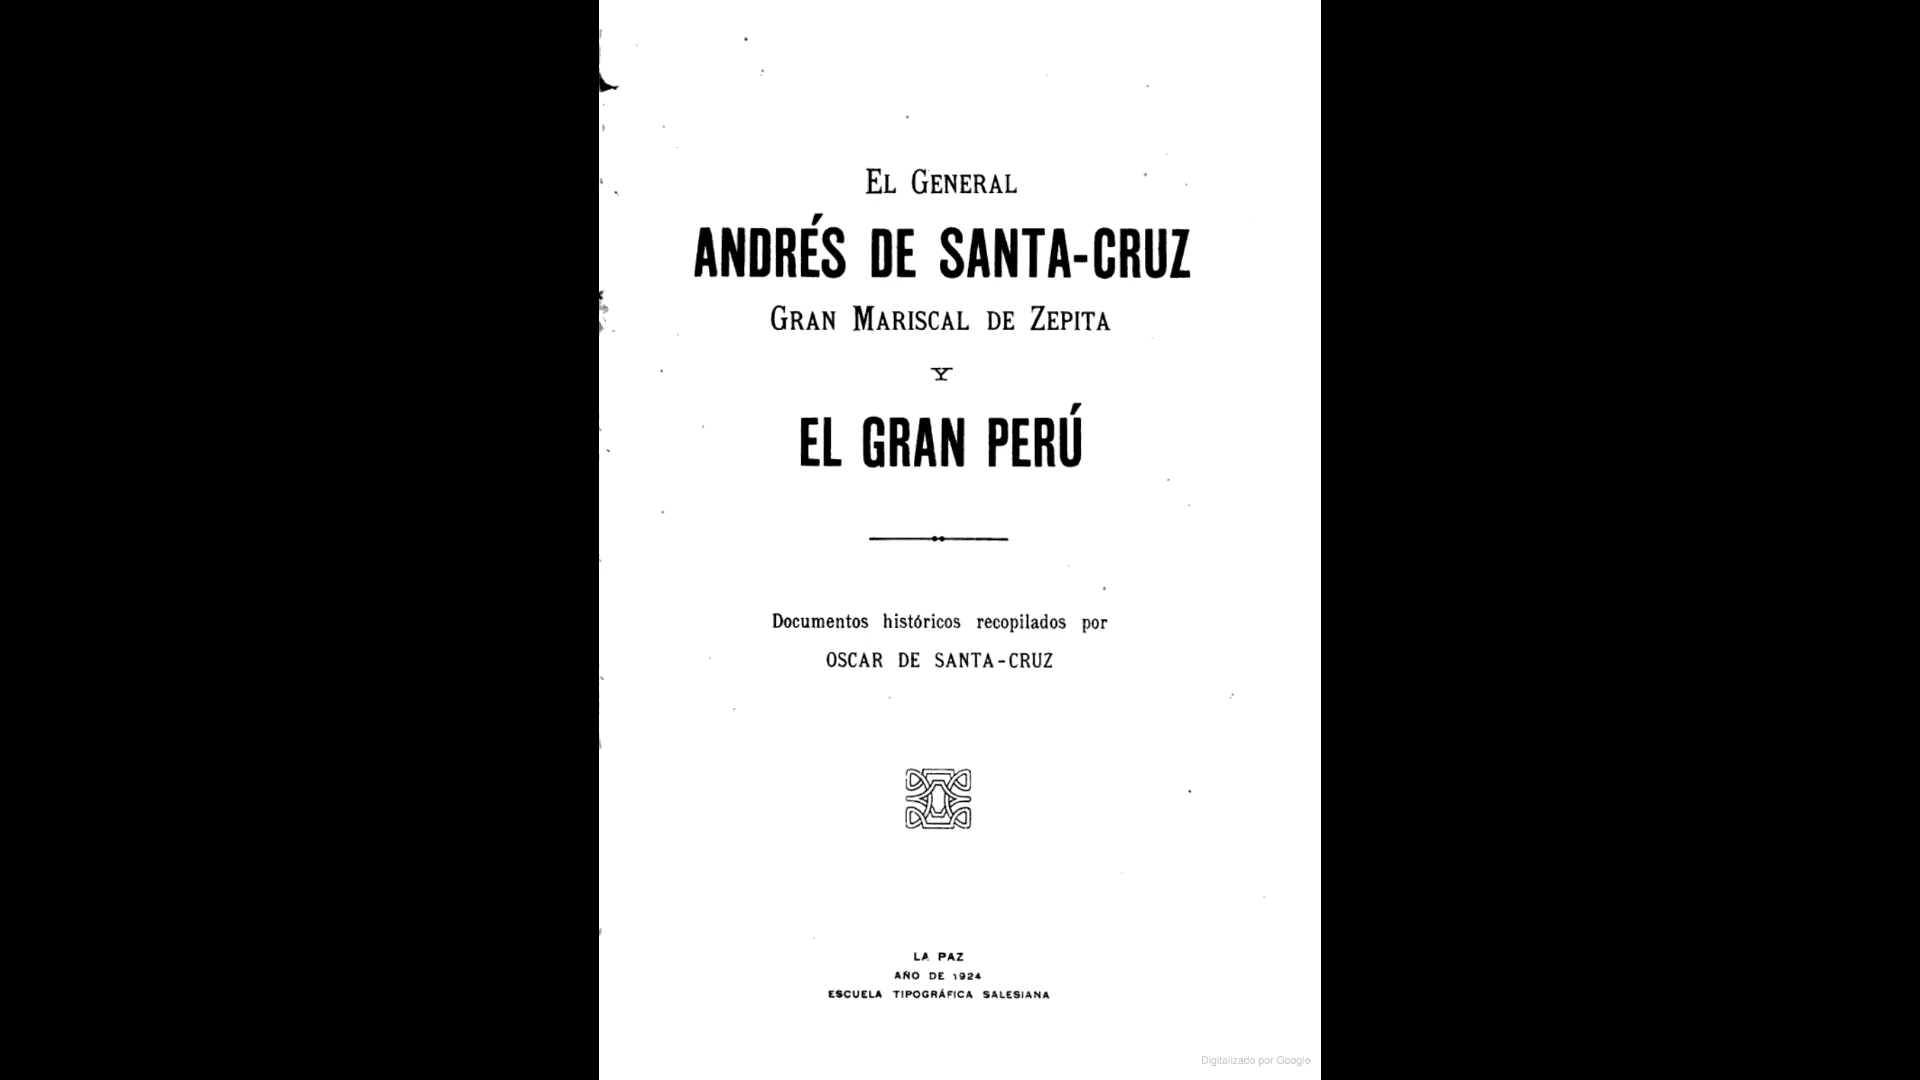 El General
ANDRÉS DE SANTA-CRUZ
Gran Mariscal de Zepita
Y
EL GRAN PERÚ
Documentos históricos recopilados por
OSCAR DE SANTA-CRUZ
LA PAZ
AÑO DE 1924
ESCUELA TIPOGRÁFICA SALESIANA
Digitalizado por Google